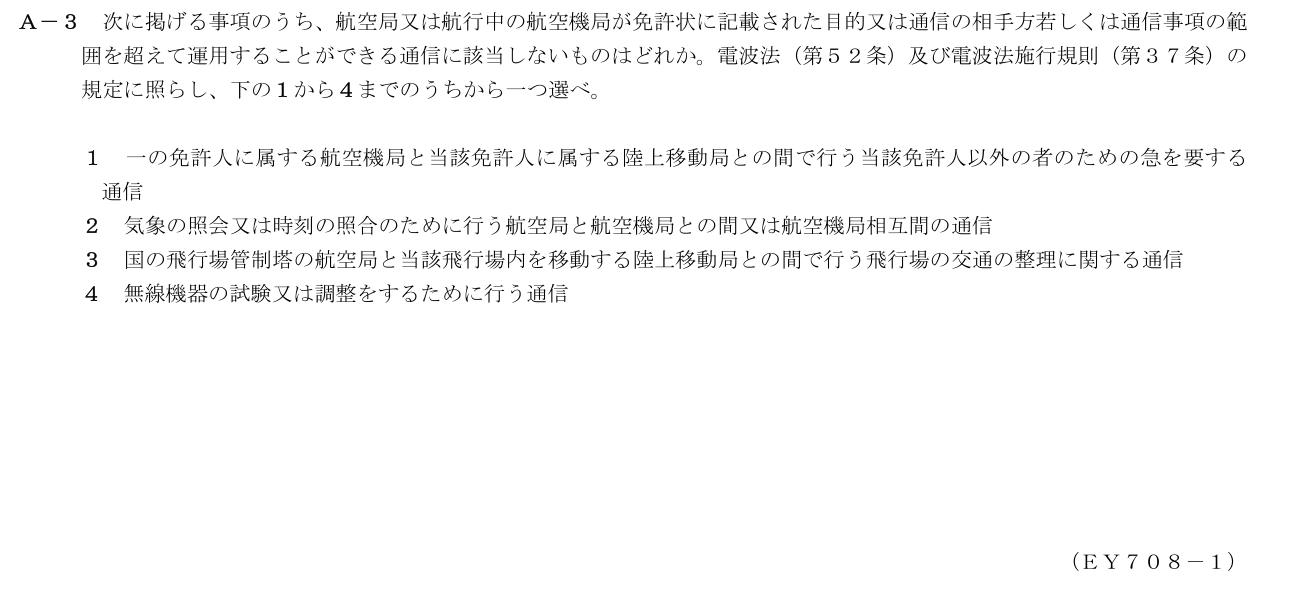 Ａ－３　次に掲げる事項のうち、航空局又は航行中の航空機局が免許状に記載された目的又は通信の相手方若しくは通信事項の範
囲を超えて運用することができる通信に該当しないものはどれか。電波法（第５２条）及び電波法施行規則（第３７条）の
規定に照らし、下の１から４までのうちから一つ選べ。
１　一の免許人に属する航空機局と当該免許人に属する陸上移動局との間で行う当該免許人以外の者のための急を要する
通信
２　気象の照会又は時刻の照合のために行う航空局と航空機局との間又は航空機局相互間の通信
３　国の飛行場管制塔の航空局と当該飛行場内を移動する陸上移動局との間で行う飛行場の交通の整理に関する通信
４　無線機器の試験又は調整をするために行う通信
（ＥＹ７０８－１）